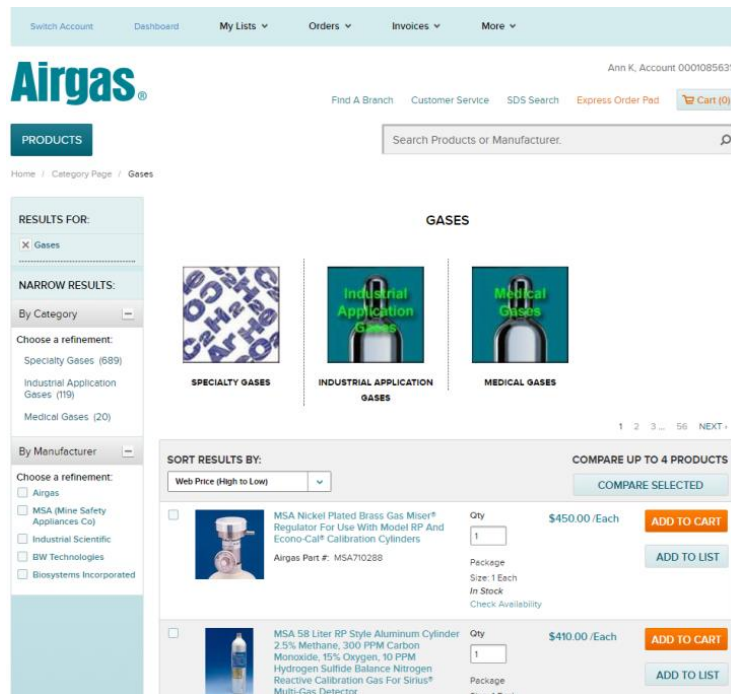 Switch Account Dashboard My Lists Orders Invoices More
Airgas®
Ann K, Account 0001085631
Find A Branch Customer Service SDS Search Express Order Pad Cart (0)
PRODUCTS
Search Products or Manufacturer.
Home / Category Page / Gases
RESULTS FOR:
Gases
NARROW RESULTS:
By Category
Choose a refinement:
Specialty Gases (689)
Industrial Application
Gases (119)
Medical Gases (20)
By Manufacturer
Choose a refinement:
Airgas
MSA (Mine Safety
Appliances Co)
Industrial Scientific
BW Technologies
Biosystems Incorporated
GASES
Industrial
Application
Gases
Medical
Gases
SPECIALTY GASES
INDUSTRIAL APPLICATION
GASES
MEDICAL GASES
1 2 3 ... 56 NEXT ›
SORT RESULTS BY:
Web Price (High to Low)
COMPARE UP TO 4 PRODUCTS
COMPARE SELECTED
MSA Nickel Plated Brass Gas Miser®
Regulator For Use With Model RP And
Econo-Cal® Calibration Cylinders
Airgas Part #: MSA710288
Qty
1
Package
Size: 1 Each
In Stock
Check Availability
$450.00 /Each
ADD TO CART
ADD TO LIST
MSA 58 Liter RP Style Aluminum Cylinder
2.5% Methane, 300 PPM Carbon
Monoxide, 15% Oxygen, 10 PPM
Hydrogen Sulfide Balance Nitrogen
Reactive Calibration Gas For Sirius®
Multi-Gas Detector
Qty
1
Package
$410.00 /Each
ADD TO CART
ADD TO LIST